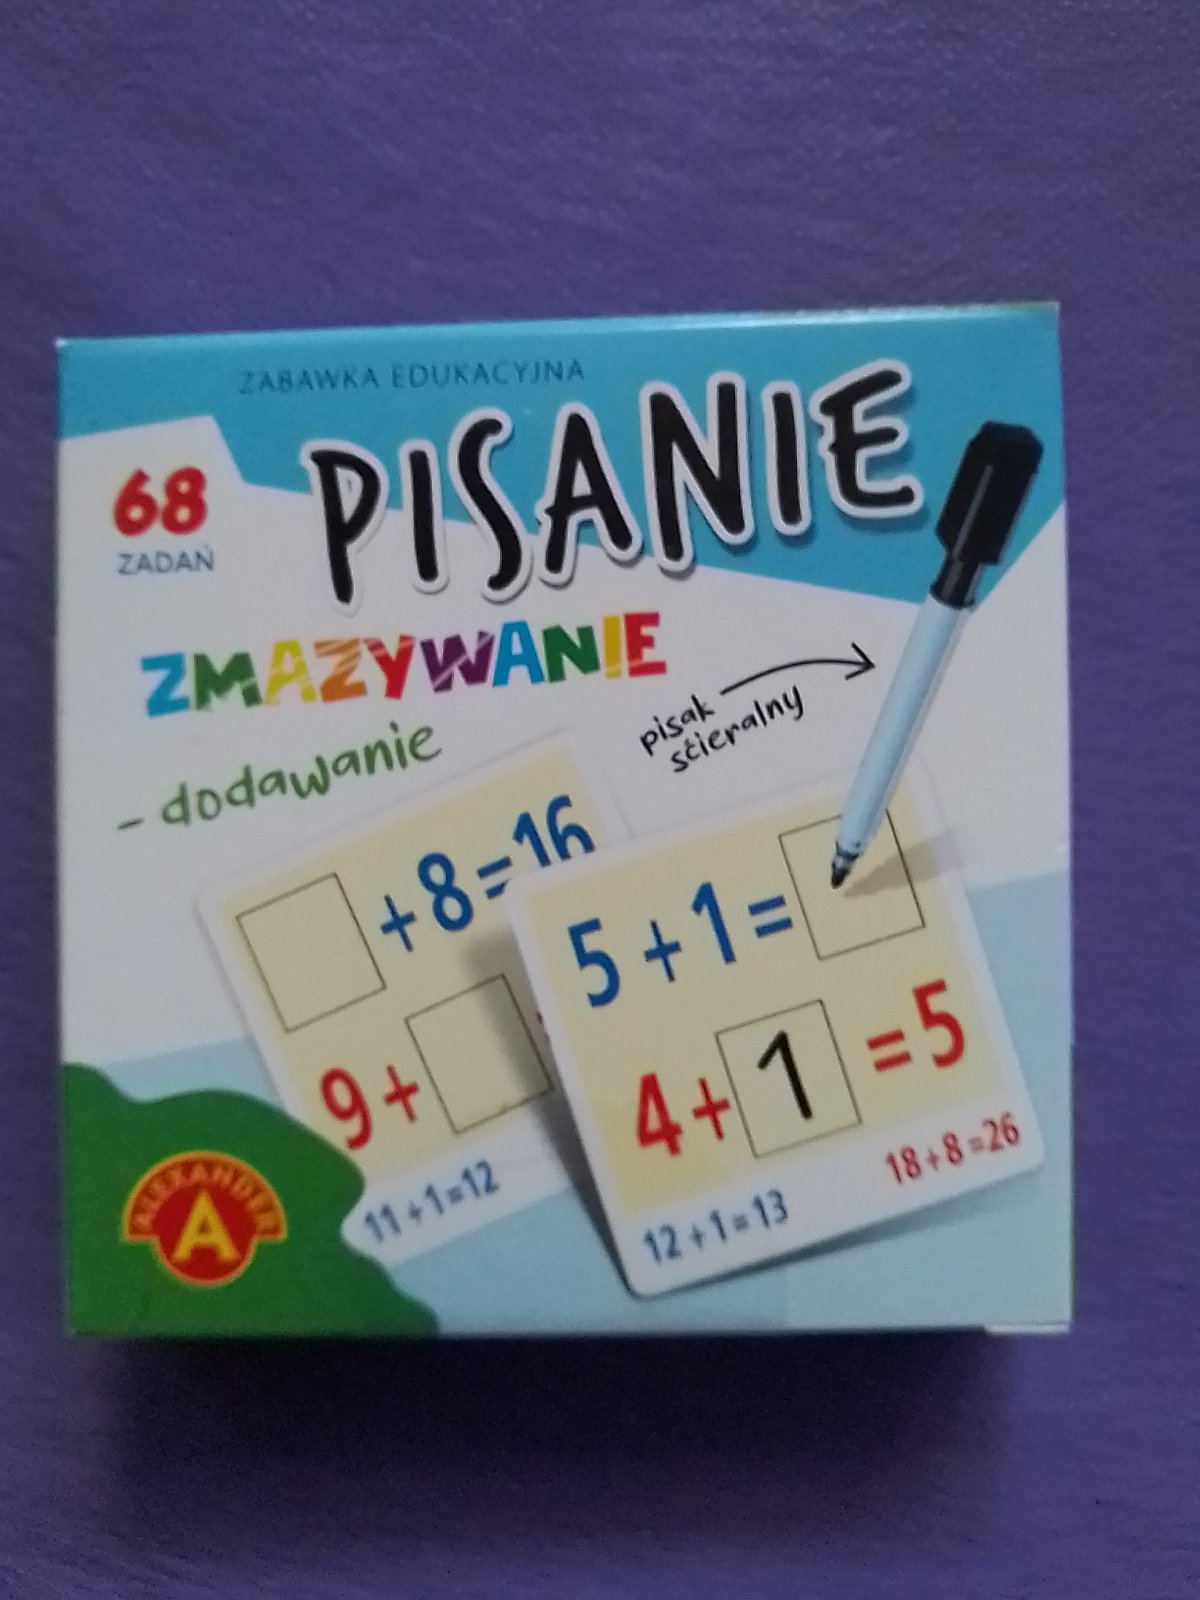 ZABAWKA EDUKACYJNA
PISANIE
68
ZADAŃ
ZMAZYWANIE
- dodawanie
pisak
ścieralny
+8=16
5+1=
9+
4+1=5
11+1=12
12+1=13
18+8=26
ALEXANDER
A